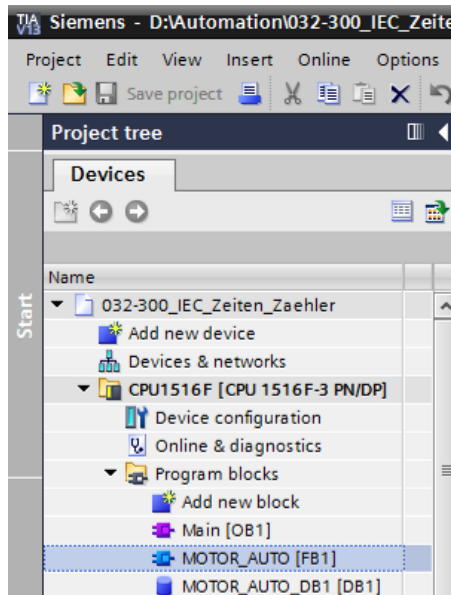 TIA V13 Siemens - D:\Automation\032-300_IEC_Zeite
Project Edit View Insert Online Options
Save project
Project tree
Devices
Name
Start
032-300_IEC_Zeiten_Zaehler
Add new device
Devices & networks
CPU1516F [CPU 1516F-3 PN/DP]
Device configuration
Online & diagnostics
Program blocks
Add new block
Main [OB1]
MOTOR_AUTO [FB1]
MOTOR_AUTO_DB1 [DB1]